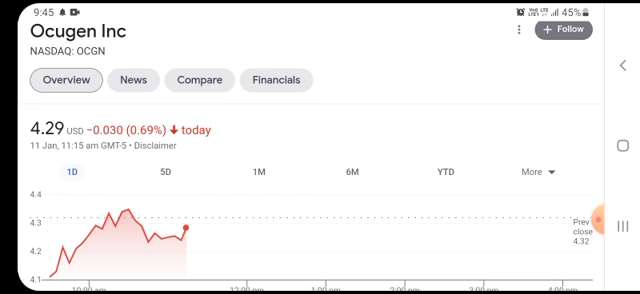 9:45
45%
Ocugen Inc
NASDAQ: OCGN
+ Follow
Overview
News
Compare
Financials
4.29 USD −0.030 (0.69%) ↓ today
11 Jan, 11:15 am GMT-5 • Disclaimer
1D 5D 1M 6M YTD More
4.4
4.3
4.2
4.1
Prev
close
4.32
10:00 am 12:00 pm 1:00 pm 2:00 pm 3:00 pm 4:00 pm